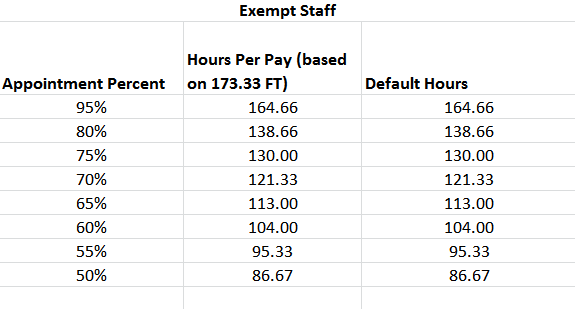 Exempt Staff
Hours Per Pay (based
Appointment Percent on 173.33 FT) Default Hours
95% 164.66 164.66
80% 138.66 138.66
75% 130.00 130.00
70% 121.33 121.33
65% 113.00 113.00
60% 104.00 104.00
55% 95.33 95.33
50% 86.67 86.67